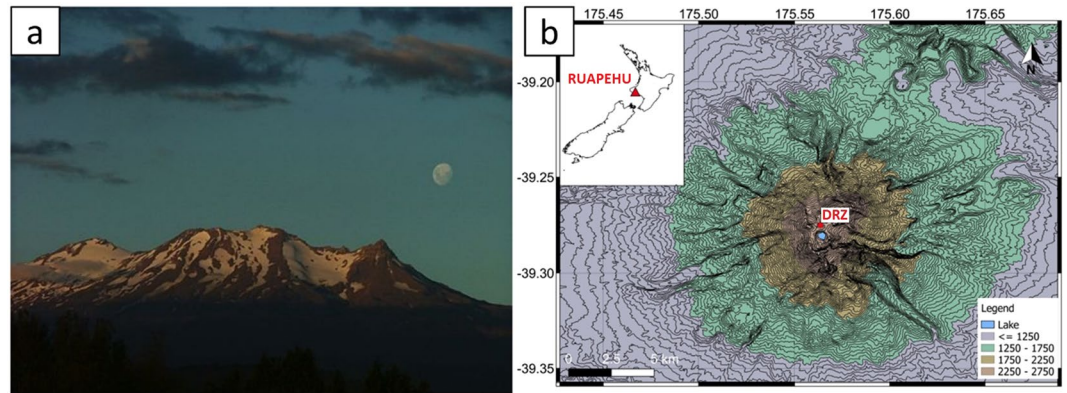 a
b
175.45 175.50 175.55 175.60 175.65
-39.20
-39.25
-39.30
-39.35
RUAPEHU
N
DRZ
0 2.5 5 km
Legend
Lake
<= 1250
1250 - 1750
1750 - 2250
2250 - 2750